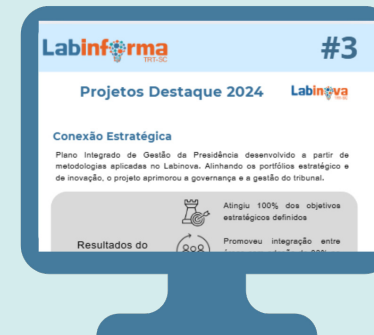 Labinforma
TRT-SC
#3
Projetos Destaque 2024
Labinova
TRT-SC
Conexão Estratégica
Plano Integrado de Gestão da Presidência desenvolvido a partir de
metodologias aplicadas no Labinova. Alinhando os portfólios estratégico e
de inovação, o projeto aprimorou a governança e a gestão do tribunal.
Atingiu 100% dos objetivos
estratégicos definidos
Resultados do
Promoveu integração entre